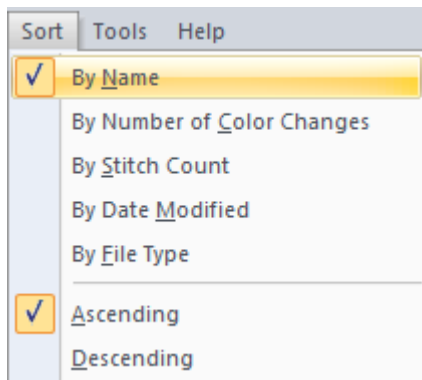 Sort Tools Help
By Name
By Number of Color Changes
By Stitch Count
By Date Modified
By File Type
Ascending
Descending